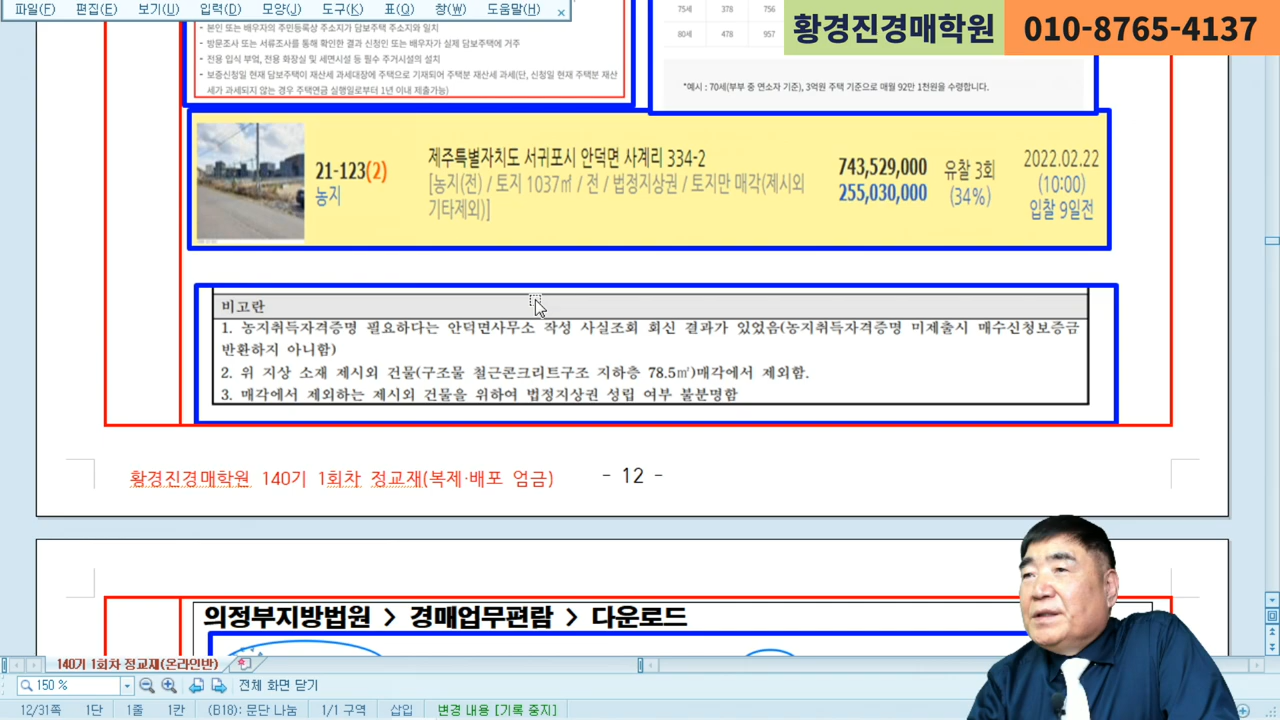 파일(F) 편집(E) 보기(U) 입력(D) 모양(J) 도구(K) 표(Q) 창(W) 도움말(H)
황경진경매학원 010-8765-4137
- 본인 또는 배우자의 주민등록상 주소지가 담보주택 주소지와 일치
- 방문조사 또는 서류조사를 통해 확인한 결과 신청인 또는 배우자가 실제 담보주택에 거주
- 전용 입식 부엌, 전용 화장실 및 세면시설 등 필수 주거시설의 설치
- 보증신청일 현재 담보주택이 재산세 과세대장에 주택으로 기재되어 주택분 재산세 과세(단, 신청일 현재 주택분 재산
세가 과세되지 않는 경우 주택연금 실행일로부터 1년 이내 제출가능)
75세 378 756
80세 478 957
*예시 : 70세(부부 중 연소자 기준), 3억원 주택 기준으로 매월 92만 1천원을 수령합니다.
21-123(2)
농지
제주특별자치도 서귀포시 안덕면 사계리 334-2
[농지(전) / 토지 1037㎡ / 전 / 법정지상권 / 토지만 매각(제시외
기타제외)]
743,529,000
255,030,000
유찰 3회
(34%)
2022.02.22
(10:00)
입찰 9일전
비고란
1. 농지취득자격증명 필요하다는 안덕면사무소 작성 사실조회 회신 결과가 있었음(농지취득자격증명 미제출시 매수신청보증금
반환하지 아니함)
2. 위 지상 소재 제시외 건물(구조물 철근콘크리트구조 지하층 78.5㎡)매각에서 제외함.
3. 매각에서 제외하는 제시외 건물을 위하여 법정지상권 성립 여부 불분명함
황경진경매학원 140기 1회차 정교재(복제·배포 엄금) - 12 -
의정부지방법원 > 경매업무편람 > 다운로드
140기 1회차 정교재(온라인반)
150 % 전체 화면 닫기
12/31쪽 1단 1줄 1칸 (B18): 문단 나눔 1/1 구역 삽입 변경 내용 [기록 중지]